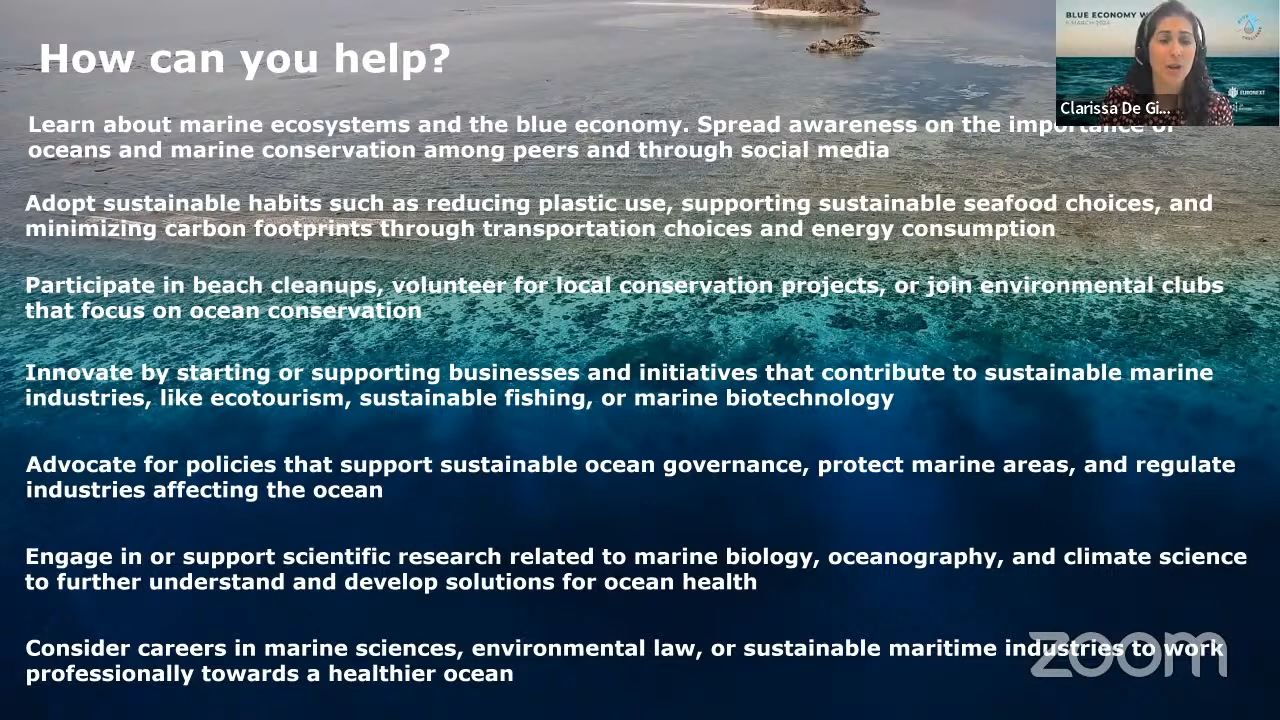 How can you help?
BLUE ECONOMY W
6 MARCH 2024
EURONEXT
Clarissa De Gi...
Learn about marine ecosystems and the blue economy. Spread awareness on the importance of
oceans and marine conservation among peers and through social media
Adopt sustainable habits such as reducing plastic use, supporting sustainable seafood choices, and
minimizing carbon footprints through transportation choices and energy consumption
Participate in beach cleanups, volunteer for local conservation projects, or join environmental clubs
that focus on ocean conservation
Innovate by starting or supporting businesses and initiatives that contribute to sustainable marine
industries, like ecotourism, sustainable fishing, or marine biotechnology
Advocate for policies that support sustainable ocean governance, protect marine areas, and regulate
industries affecting the ocean
Engage in or support scientific research related to marine biology, oceanography, and climate science
to further understand and develop solutions for ocean health
Consider careers in marine sciences, environmental law, or sustainable maritime industries to work
professionally towards a healthier ocean
zoom